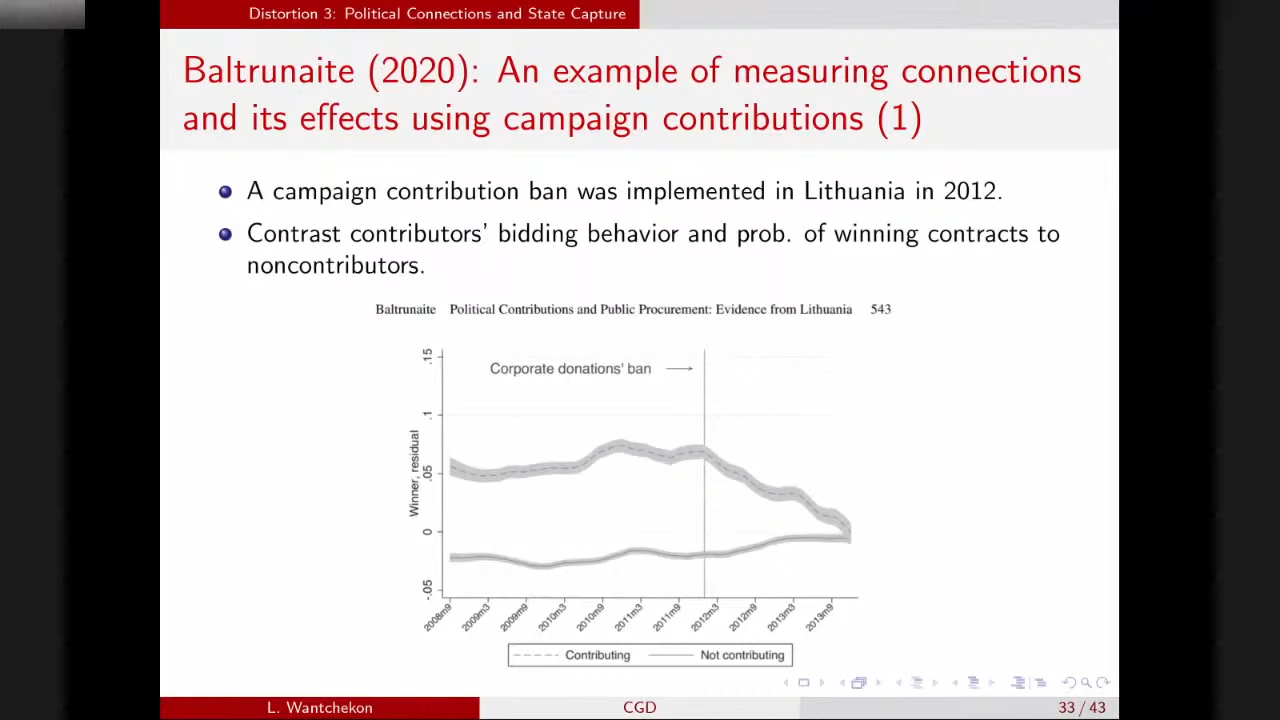 Distortion 3: Political Connections and State Capture
Baltrunaite (2020): An example of measuring connections
and its effects using campaign contributions (1)
A campaign contribution ban was implemented in Lithuania in 2012.
Contrast contributors' bidding behavior and prob. of winning contracts to
noncontributors.
Baltrunaite Political Contributions and Public Procurement: Evidence from Lithuania 543
Corporate donations' ban
Winner, residual
.15
.1
.05
0
-.05
2008m9
2009m3
2009m9
2010m3
2010m9
2011m3
2011m9
2012m3
2012m9
2013m3
2013m9
Contributing
Not contributing
L. Wantchekon
CGD
33 / 43